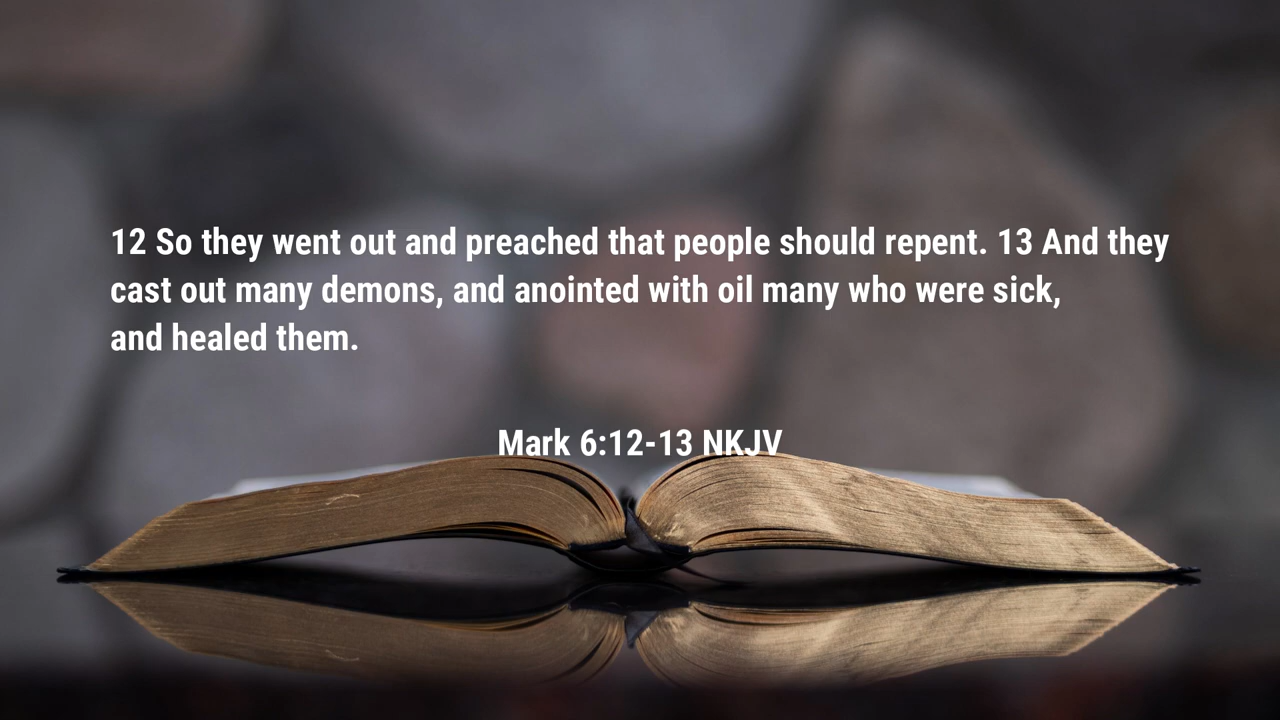 12 So they went out and preached that people should repent. 13 And they
cast out many demons, and anointed with oil many who were sick,
and healed them.
Mark 6:12-13 NKJV